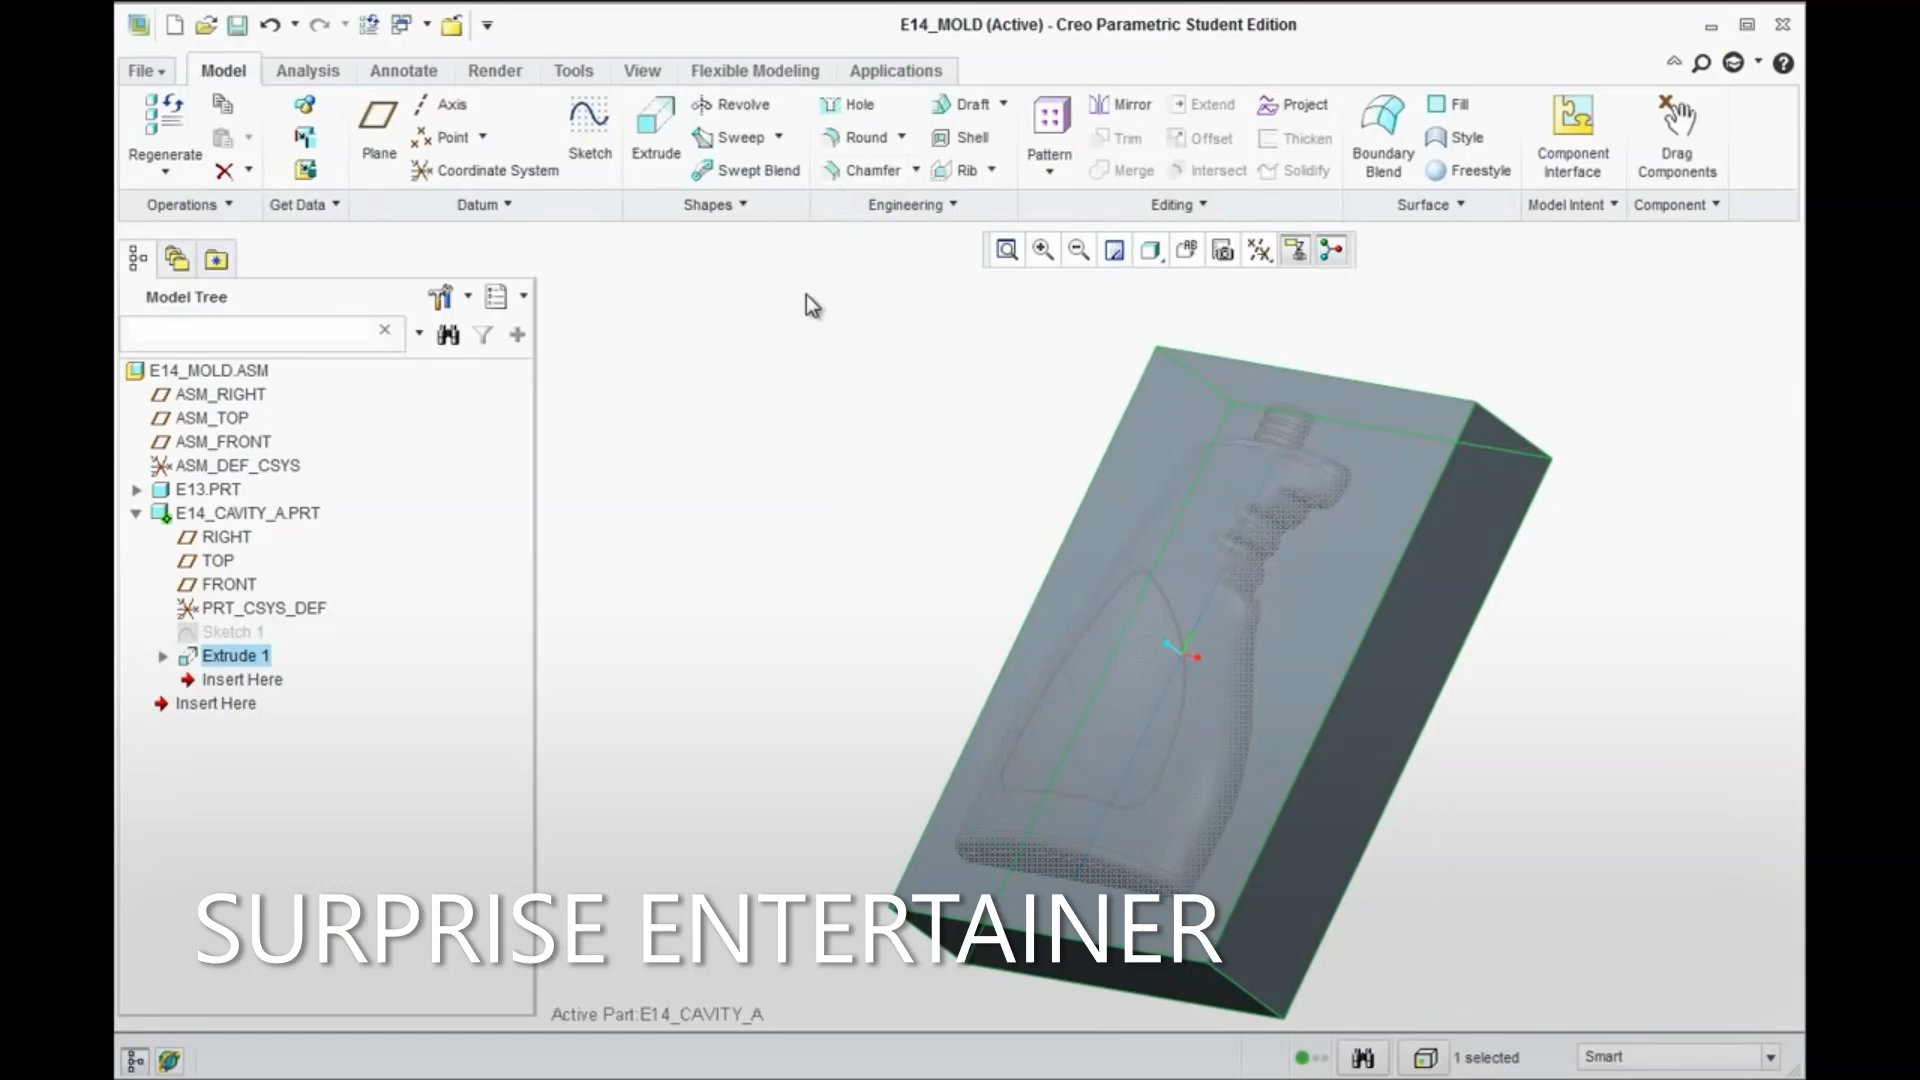 E14_MOLD (Active) - Creo Parametric Student Edition
File Model Analysis Annotate Render Tools View Flexible Modeling Applications
Regenerate
Plane
Axis
Point
Coordinate System
Sketch
Extrude
Revolve
Sweep
Swept Blend
Hole
Round
Chamfer
Draft
Shell
Rib
Pattern
Mirror
Trim
Merge
Extend
Offset
Intersect
Project
Thicken
Solidify
Boundary
Blend
Fill
Style
Freestyle
Component
Interface
Drag
Components
Operations Get Data Datum Shapes Engineering Editing Surface Model Intent Component
Model Tree
E14_MOLD.ASM
ASM_RIGHT
ASM_TOP
ASM_FRONT
ASM_DEF_CSYS
E13.PRT
E14_CAVITY_A.PRT
RIGHT
TOP
FRONT
PRT_CSYS_DEF
Sketch 1
Extrude 1
Insert Here
Insert Here
SURPRISE ENTERTAINER
Active Part:E14_CAVITY_A
1 selected
Smart